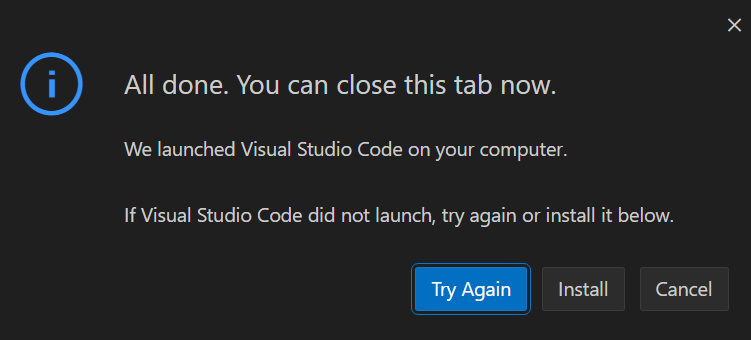 All done. You can close this tab now.
We launched Visual Studio Code on your computer.
If Visual Studio Code did not launch, try again or install it below.
Try Again
Install
Cancel